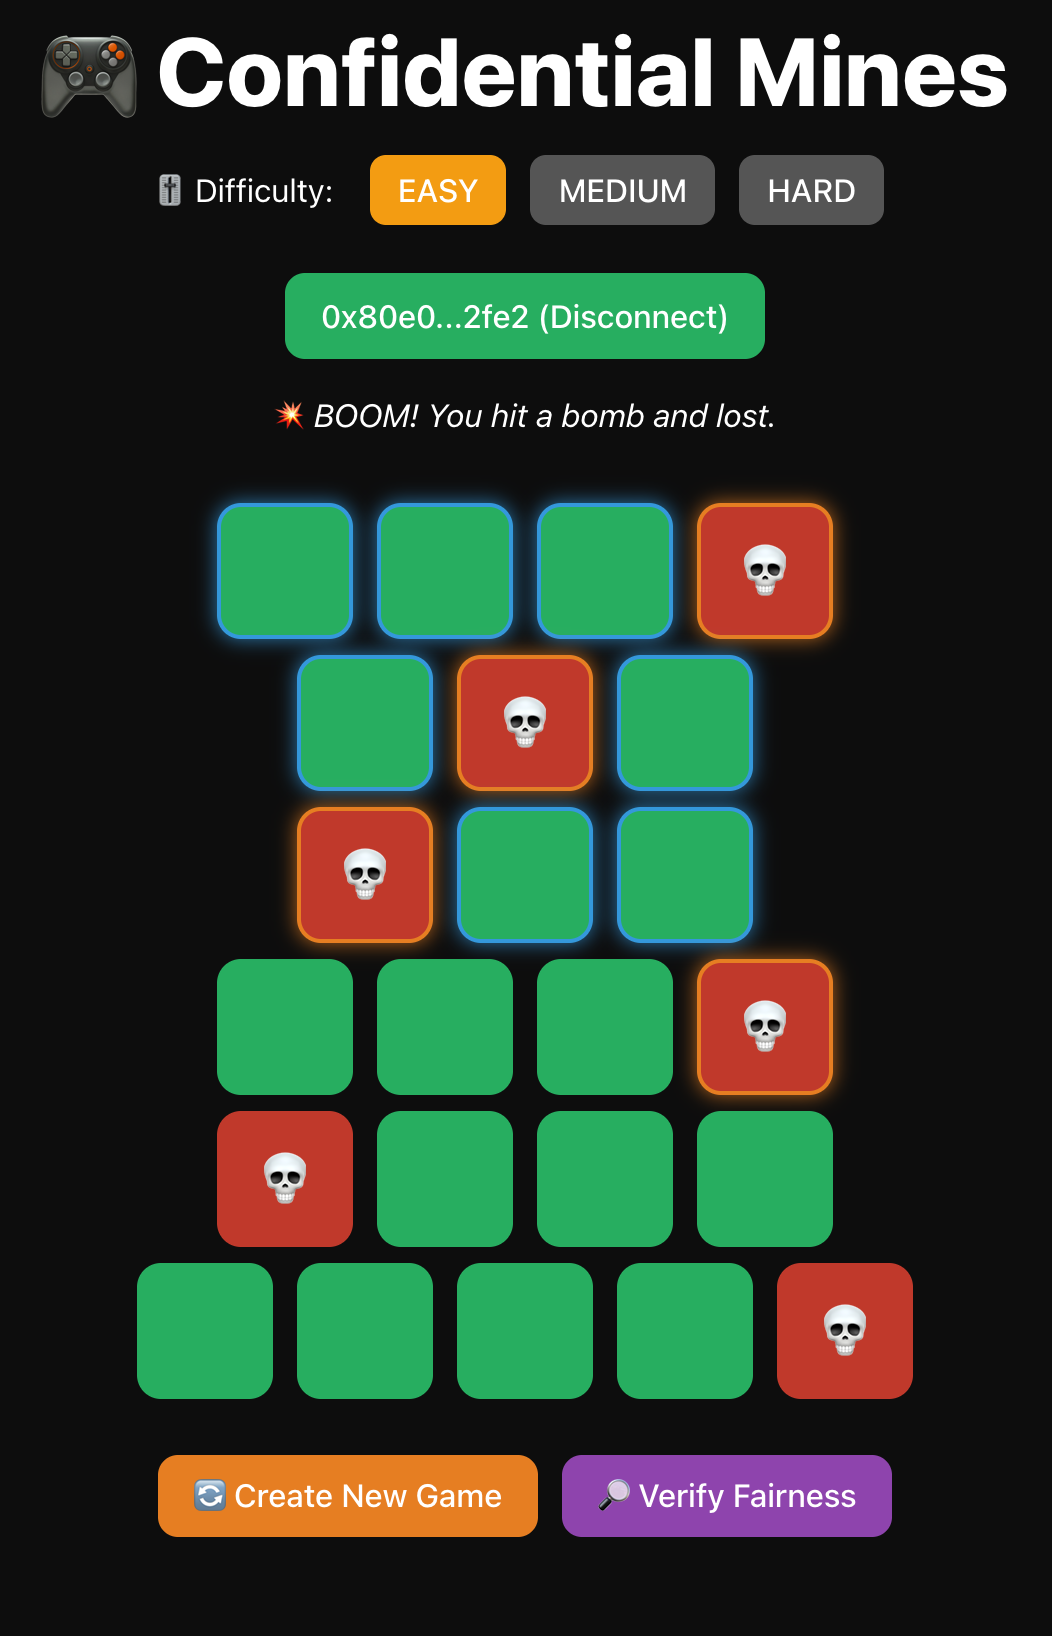 Confidential Mines
Difficulty: EASY MEDIUM HARD
0x80e0...2fe2 (Disconnect)
BOOM! You hit a bomb and lost.
Create New Game Verify Fairness